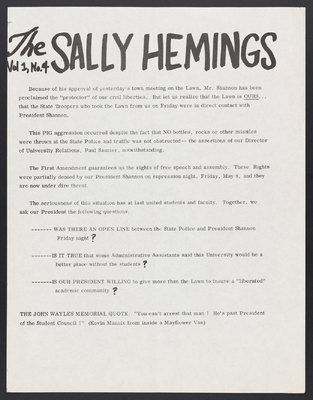 The SALLY HEMINGS
Vol 1, No. 4
Because of his approval of yesterday's town meeting on the Lawn, Mr. Shannon has been
proclaimed the "protector" of our civil liberties. But let us realize that the Lawn is OURS...
that the State Troopers who took the Lawn from us on Friday were in direct contact with
President Shannon.
This PIG aggression occurred despite the fact that NO bottles, rocks or other missiles
were thrown at the State Police and traffic was not obstructed-- the assertions of our Director
of University Relations, Paul Saunier, notwithstanding.
The First Amendment guarantees us the rights of free speech and assembly. These Rights
were partially denied by our President Shannon on repression night, Friday, May 8, and they
are now under dire threat.
The seriousness of this situation has at last united students and faculty. Together, we
ask our President the following questions:
------- WAS THERE AN OPEN LINE between the State Police and President Shannon
Friday night ?
-------IS IT TRUE that some Administrative Assistants said this University would be a
better place without the students ?
-------IS OUR PRESIDENT WILLING to give more than the Lawn to insure a "liberated"
academic community ?
THE JOHN WAYLES MEMORIAL QUOTE: "You can't arrest that man ! He's past President
of the Student Council !" (Kevin Mannix from inside a Mayflower Van)